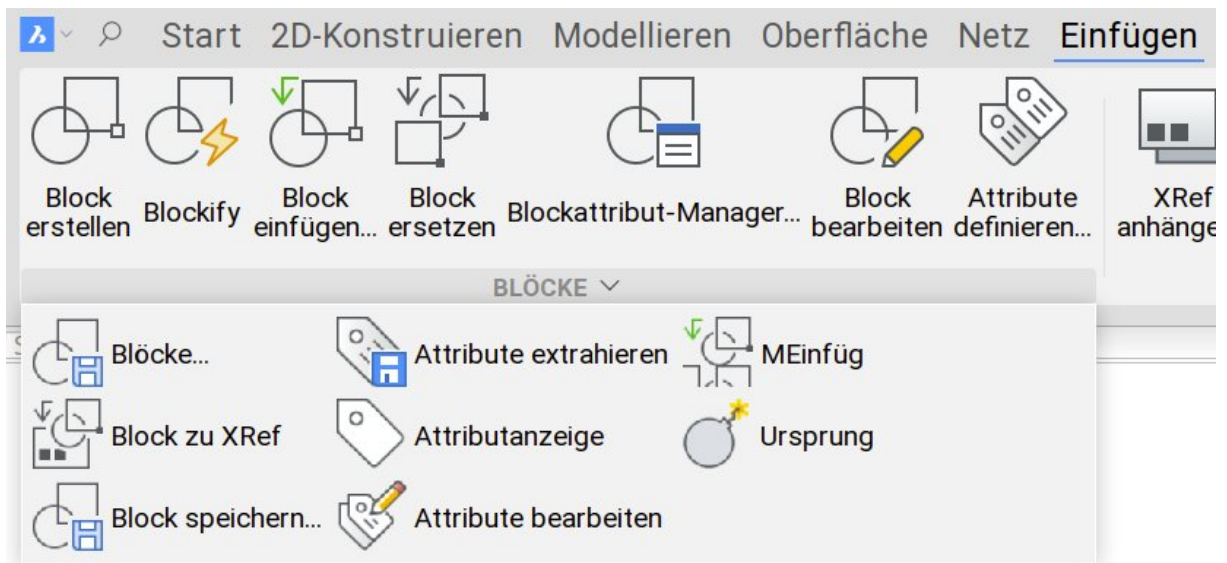 Start 2D-Konstruieren Modellieren Oberfläche Netz Einfügen
Block erstellen
Blockify
Block einfügen...
Block ersetzen
Blockattribut-Manager...
Block bearbeiten
Attribute definieren...
XRef anhänge
BLÖCKE
Blöcke...
Attribute extrahieren
MEinfüg
Block zu XRef
Attributanzeige
Ursprung
Block speichern...
Attribute bearbeiten